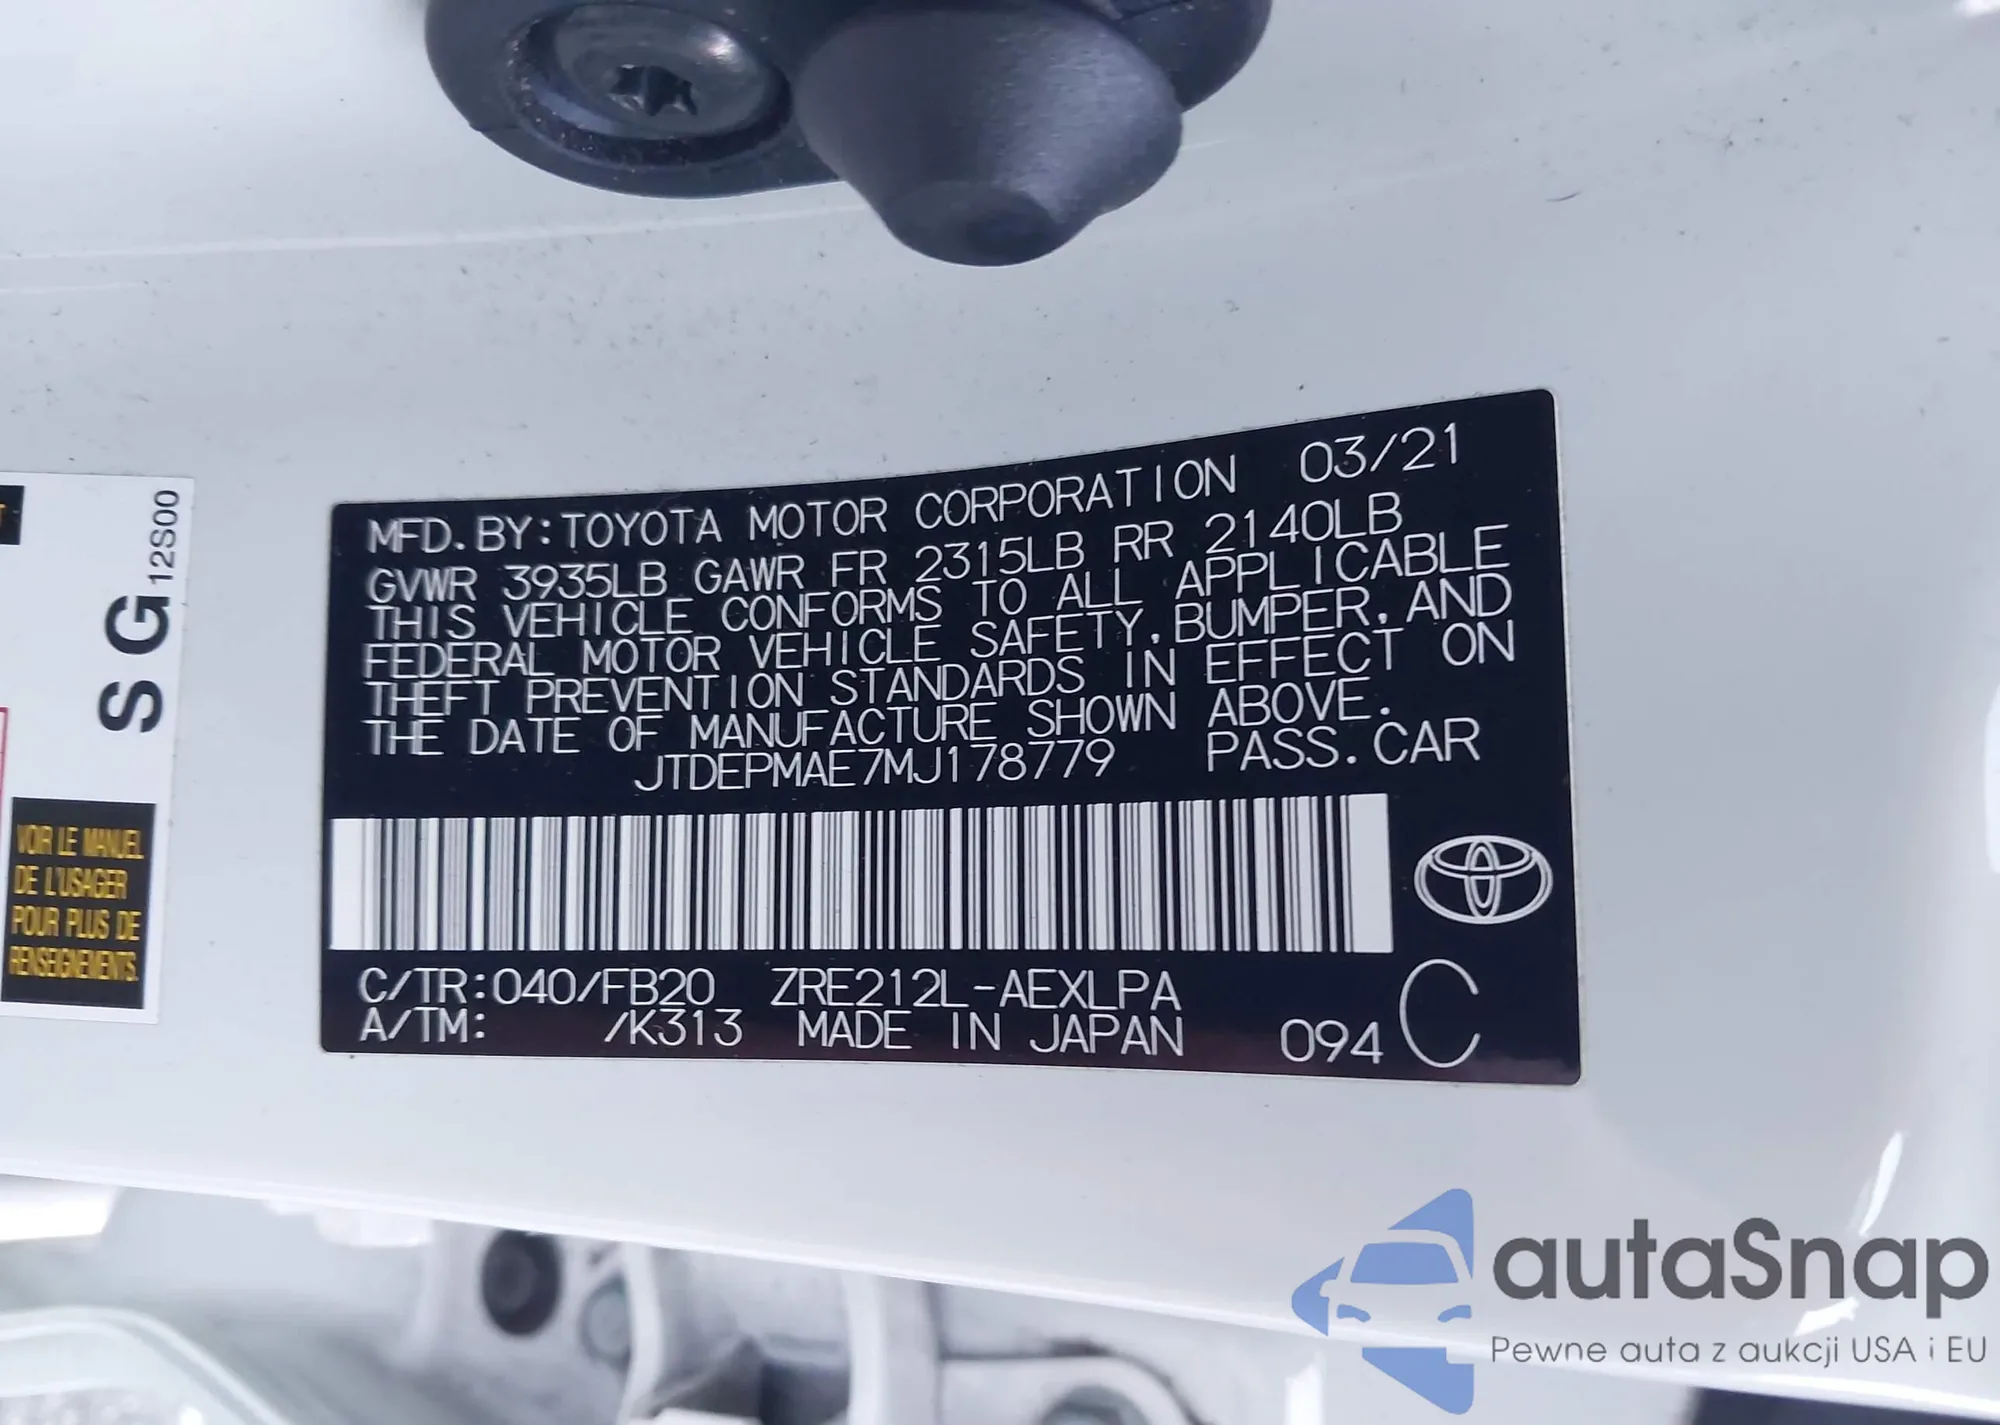 MFD. BY: TOYOTA MOTOR CORPORATION 03/21
GVWR 3935LB GAWR FR 2315LB RR 2140LB
THIS VEHICLE CONFORMS TO ALL APPLICABLE
FEDERAL MOTOR VEHICLE SAFETY, BUMPER, AND
THEFT PREVENTION STANDARDS IN EFFECT ON
THE DATE OF MANUFACTURE SHOWN ABOVE.
JTDEPMAE7MJ178779 PASS. CAR
C/TR:040/FB20 ZRE212L-AEXLPA
A/TM: /K313 MADE IN JAPAN 094 C
S G 12S00
VOIR LE MANUEL
DE L'USAGER
POUR PLUS DE
RENSEIGNEMENTS.
autaSnap
Pewne auta z aukcji USA i EU